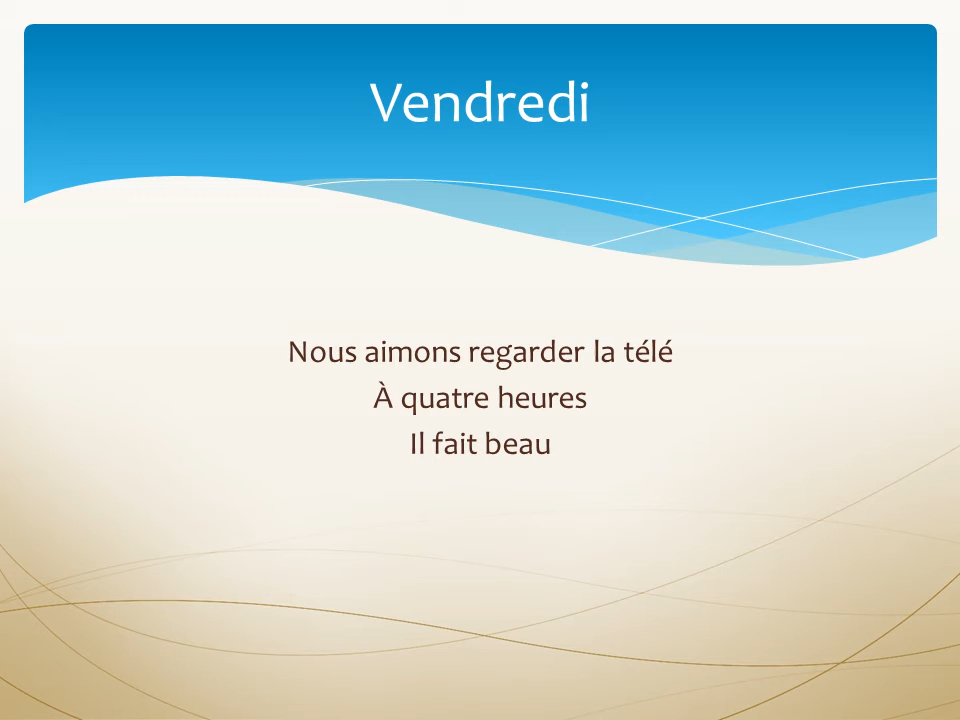 Vendredi
Nous aimons regarder la télé
À quatre heures
Il fait beau